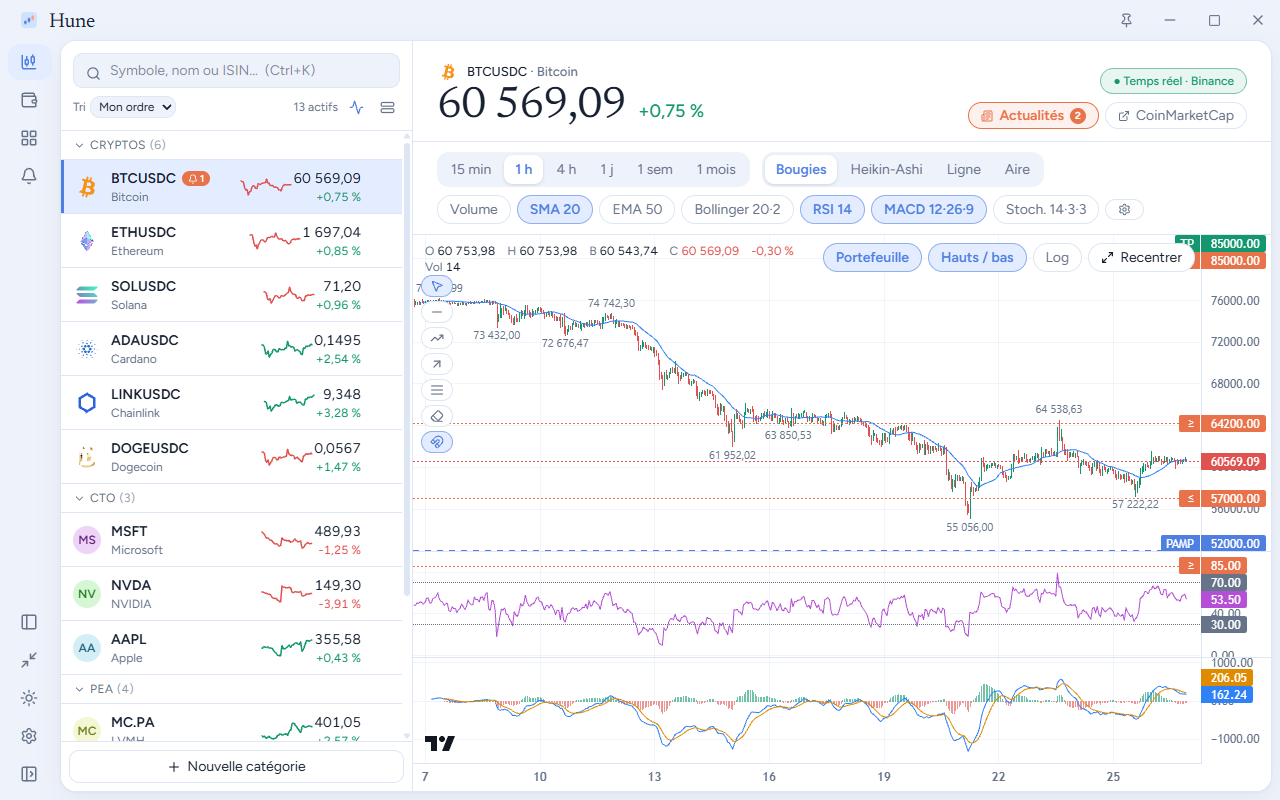 Hune
Symbole, nom ou ISIN... (Ctrl+K)
Tri Mon ordre 13 actifs
CRYPTOS (6)
BTCUSDC 1 60 569,09
Bitcoin +0,75 %
ETHUSDC 1 697,04
Ethereum +0,85 %
SOLUSDC 71,20
Solana +0,96 %
ADAUSDC 0,1495
Cardano +2,54 %
LINKUSDC 9,348
Chainlink +3,28 %
DOGEUSDC 0,0567
Dogecoin +1,47 %
CTO (3)
MS MSFT 489,93
Microsoft -1,25 %
NV NVDA 149,30
NVIDIA -3,91 %
AA AAPL 355,58
Apple +0,43 %
PEA (4)
MC MC.PA 401,05
LVMH +2,57 %
+ Nouvelle catégorie
BTCUSDC · Bitcoin
60 569,09 +0,75 %
Temps réel · Binance
Actualités 2 CoinMarketCap
15 min 1 h 4 h 1 j 1 sem 1 mois Bougies Heikin-Ashi Ligne Aire
Volume SMA 20 EMA 50 Bollinger 20·2 RSI 14 MACD 12·26·9 Stoch. 14·3·3
O 60 753,98 H 60 753,98 B 60 543,74 C 60 569,09 -0,30 %
Vol 14
Portefeuille Hauts / bas Log Recentrer
TP 85000.00
85000.00
76000.00
74 742,30
73 432,00
72 676,47
72000.00
68000.00
64 538,63
≥ 64200.00
63 850,53
61 952,02
60569.09
≤ 57000.00
57 222,22
56000.00
55 056,00
PAMP 52000.00
≥ 85.00
70.00
53.50
40.00
30.00
0.00
1000.00
206.05
162.24
0.00
−1000.00
7 10 13 16 19 22 25